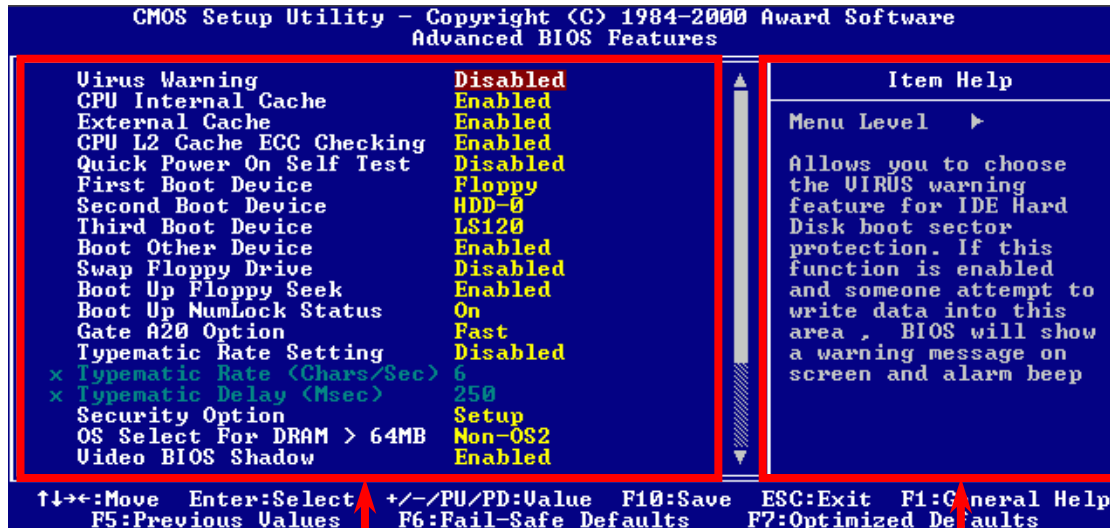 CMOS Setup Utility - Copyright (C) 1984-2000 Award Software
Advanced BIOS Features
Virus Warning Disabled
CPU Internal Cache Enabled
External Cache Enabled
CPU L2 Cache ECC Checking Enabled
Quick Power On Self Test Disabled
First Boot Device Floppy
Second Boot Device HDD-0
Third Boot Device LS120
Boot Other Device Enabled
Swap Floppy Drive Disabled
Boot Up Floppy Seek Enabled
Boot Up NumLock Status On
Gate A20 Option Fast
Typematic Rate Setting Disabled
x Typematic Rate (Chars/Sec) 6
x Typematic Delay (Msec) 250
Security Option Setup
OS Select For DRAM > 64MB Non-OS2
Video BIOS Shadow Enabled
Item Help
Menu Level ►
Allows you to choose
the VIRUS warning
feature for IDE Hard
Disk boot sector
protection. If this
function is enabled
and someone attempt to
write data into this
area , BIOS will show
a warning message on
screen and alarm beep
↑↓→←:Move Enter:Select +/-/PU/PD:Value F10:Save ESC:Exit F1:General Help
F5:Previous Values F6:Fail-Safe Defaults F7:Optimized Defaults